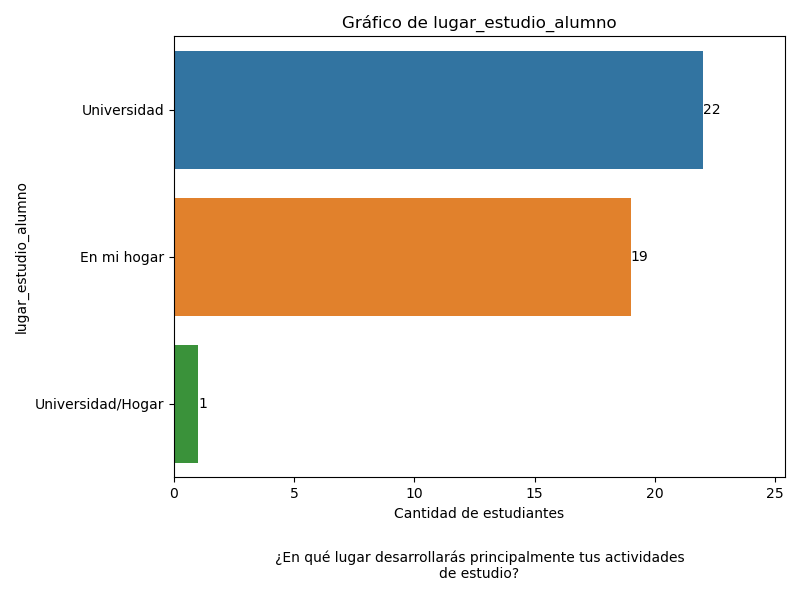 Gráfico de lugar_estudio_alumno
Universidad
22
En mi hogar
19
Universidad/Hogar
1
lugar_estudio_alumno
0 5 10 15 20 25
Cantidad de estudiantes
¿En qué lugar desarrollarás principalmente tus actividades
de estudio?